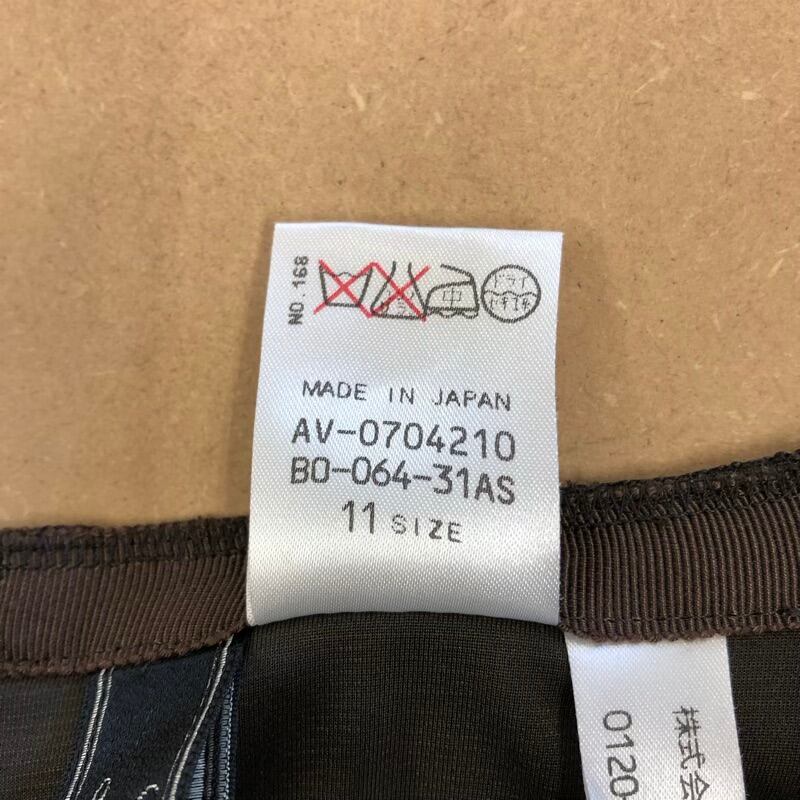 NO.168
中
ドライ
セキユ系
MADE IN JAPAN
AV-0704210
BO-064-31AS
11 SIZE
株式会
0120-